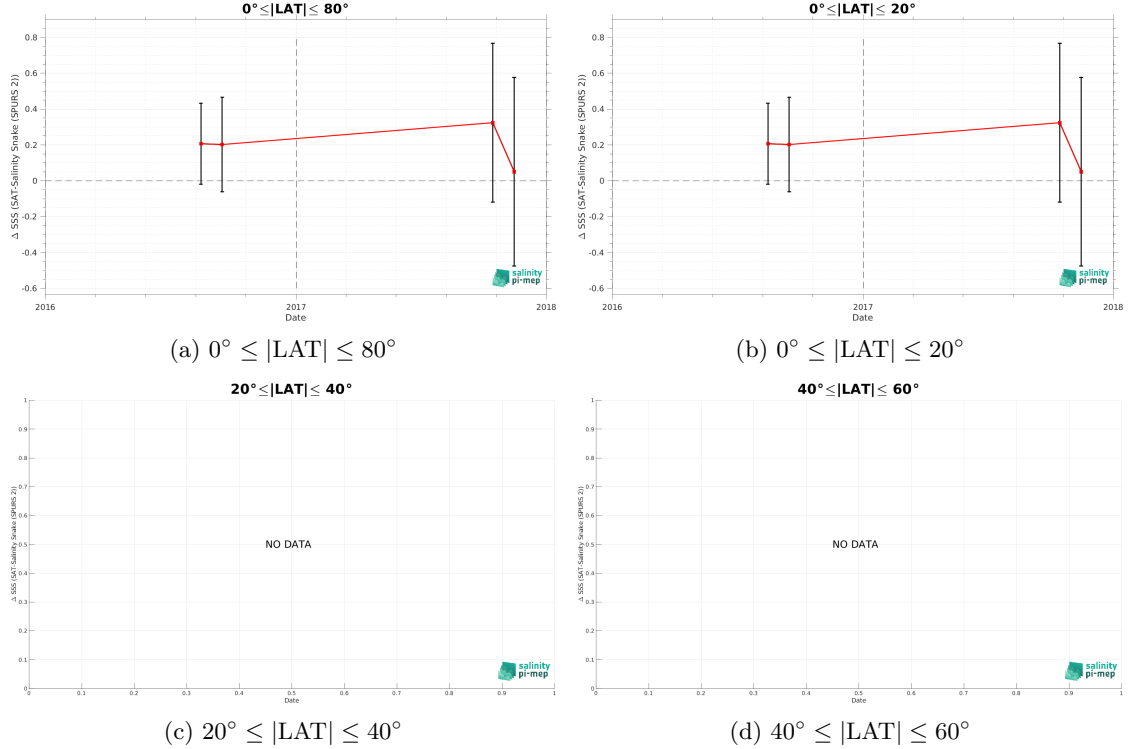 0°≤|LAT|≤ 80°
0.8
0.6
0.4
0.2
0
-0.2
-0.4
-0.6
Δ SSS (SAT-Salinity Snake (SPURS 2))
2016
2017
2018
Date
salinity
pi-mep
(a) 0° ≤ |LAT| ≤ 80°
0°≤|LAT|≤ 20°
0.8
0.6
0.4
0.2
0
-0.2
-0.4
-0.6
Δ SSS (SAT-Salinity Snake (SPURS 2))
2016
2017
2018
Date
salinity
pi-mep
(b) 0° ≤ |LAT| ≤ 20°
20°≤|LAT|≤ 40°
1
0.9
0.8
0.7
0.6
0.5
0.4
0.3
0.2
0.1
0
Δ SSS (SAT-Salinity Snake (SPURS 2))
NO DATA
0 0.1 0.2 0.3 0.4 0.5 0.6 0.7 0.8 0.9 1
Date
salinity
pi-mep
(c) 20° ≤ |LAT| ≤ 40°
40°≤|LAT|≤ 60°
1
0.9
0.8
0.7
0.6
0.5
0.4
0.3
0.2
0.1
0
Δ SSS (SAT-Salinity Snake (SPURS 2))
NO DATA
0 0.1 0.2 0.3 0.4 0.5 0.6 0.7 0.8 0.9 1
Date
salinity
pi-mep
(d) 40° ≤ |LAT| ≤ 60°